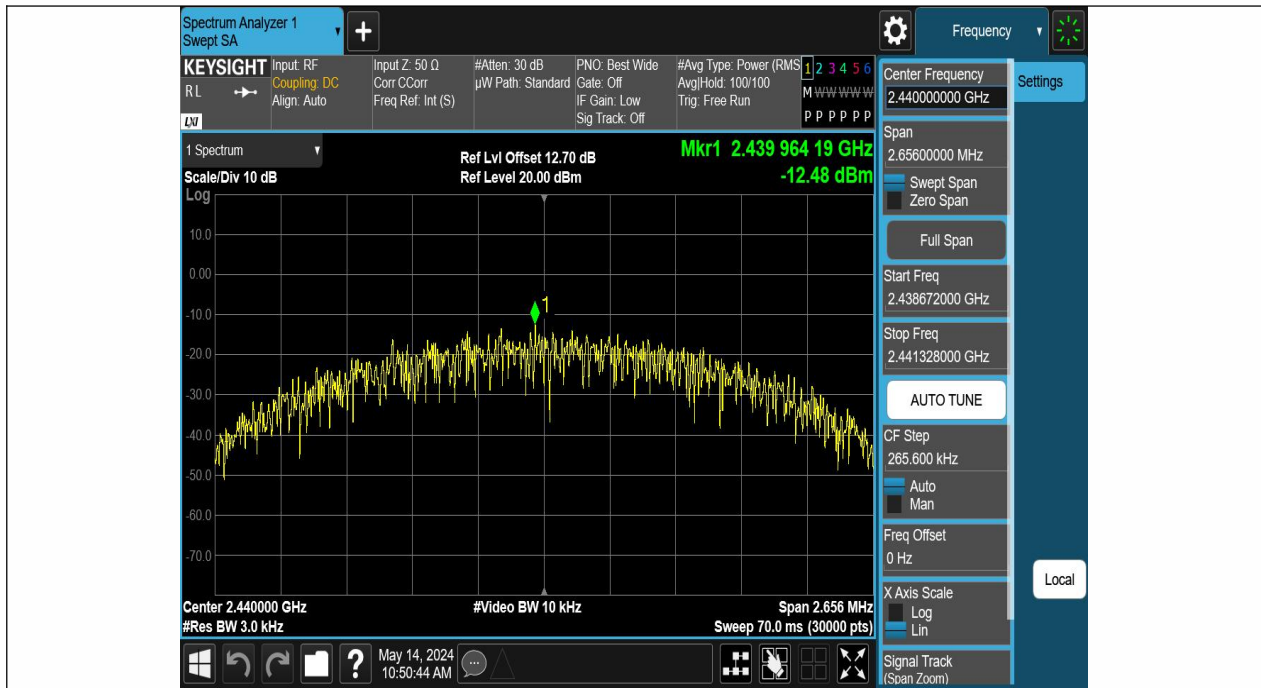 Spectrum Analyzer 1
Swept SA
+
Frequency
KEYSIGHT
R L
LXI
Input: RF
Coupling: DC
Align: Auto
Input Z: 50 Ω
Corr CCorr
Freq Ref: Int (S)
#Atten: 30 dB
µW Path: Standard
PNO: Best Wide
Gate: Off
IF Gain: Low
Sig Track: Off
#Avg Type: Power (RMS
Avg|Hold: 100/100
Trig: Free Run
1 2 3 4 5 6
M W W W W W
P P P P P P
1 Spectrum
Scale/Div 10 dB
Log
Ref Lvl Offset 12.70 dB
Ref Level 20.00 dBm
Mkr1 2.439 964 19 GHz
-12.48 dBm
10.0
0.00
-10.0
-20.0
-30.0
-40.0
-50.0
-60.0
-70.0
1
Center 2.440000 GHz
#Res BW 3.0 kHz
#Video BW 10 kHz
Span 2.656 MHz
Sweep 70.0 ms (30000 pts)
?
May 14, 2024
10:50:44 AM
Center Frequency
2.440000000 GHz
Settings
Span
2.65600000 MHz
Swept Span
Zero Span
Full Span
Start Freq
2.438672000 GHz
Stop Freq
2.441328000 GHz
AUTO TUNE
CF Step
265.600 kHz
Auto
Man
Freq Offset
0 Hz
X Axis Scale
Log
Lin
Local
Signal Track
(Span Zoom)